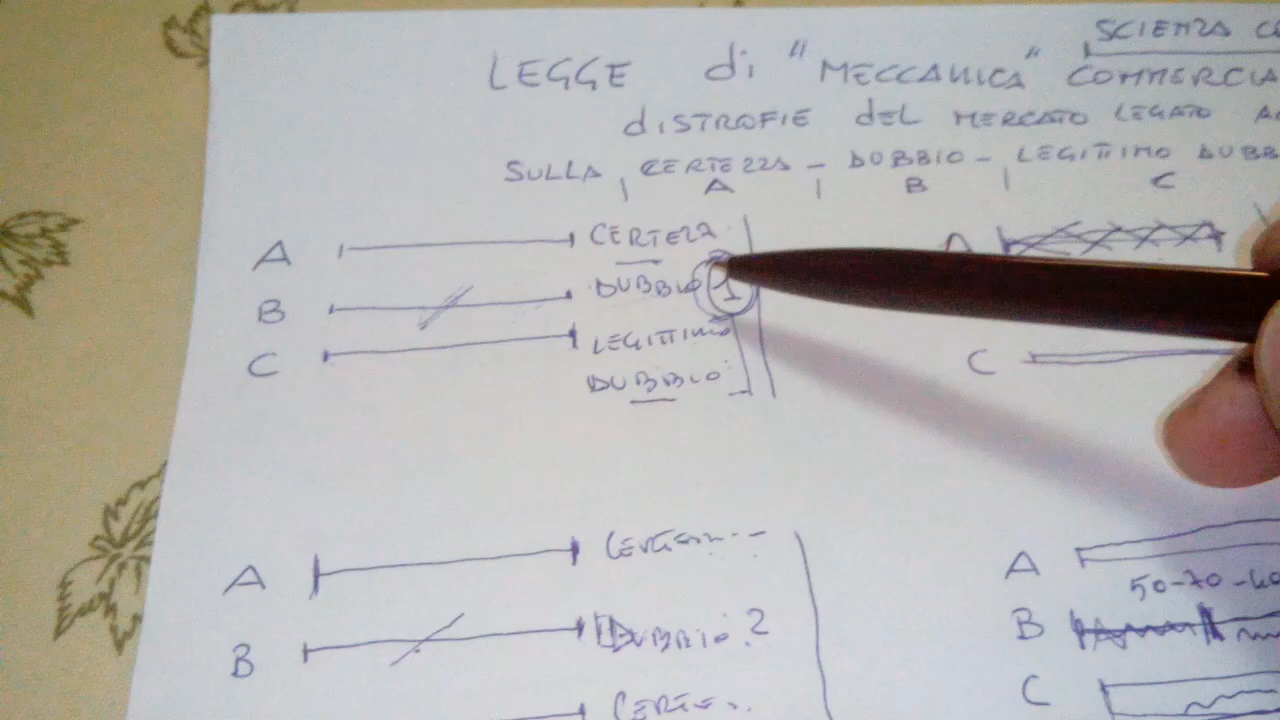 SCIENZA
LEGGE di "MECCANICA" COMMERCIA
DISTROFIE DEL MERCATO LEGATO
SULLA CERTEZZA - DUBBIO - LEGITTIMO DUBB
A B C
A CERTEZZA
B DUBBIO 1
C LEGITTIMO
DUBBIO
C
A
B DUBBIO ?
A
50-70-40
B
C